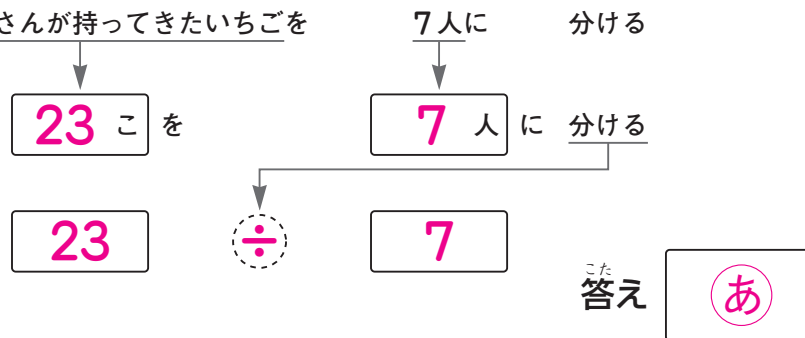 さんが持ってきたいちごを 7人に 分ける
23 こ を 7 人 に 分ける
23 ÷ 7
こた
答え あ